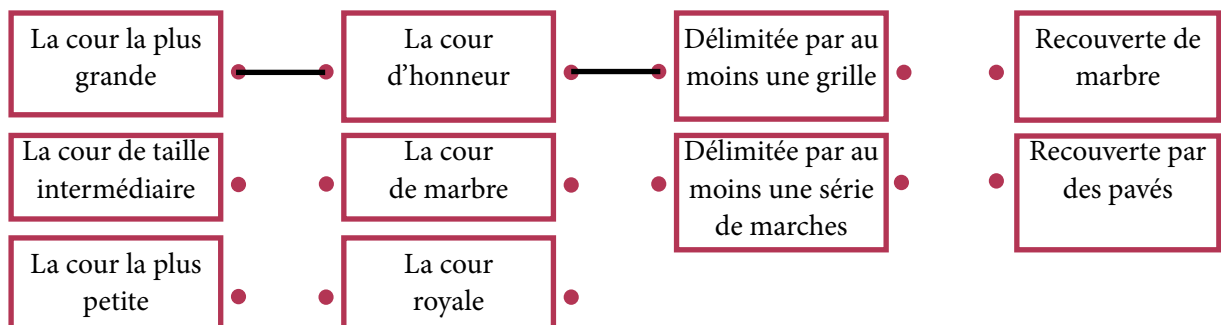 La cour la plus
grande
La cour
d’honneur
Délimitée par au
moins une grille
Recouverte de
marbre
La cour de taille
intermédiaire
La cour
de marbre
Délimitée par au
moins une série
de marches
Recouverte par
des pavés
La cour la plus
petite
La cour
royale